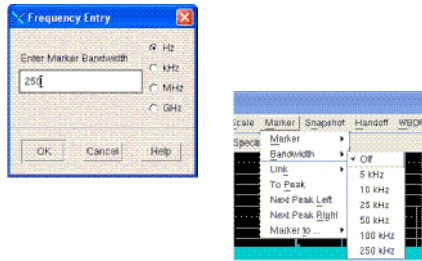 Frequency Entry
Enter Marker Bandwidth
250
Hz
kHz
MHz
GHz
OK Cancel Help
Scale Marker Snapshot Handoff WBDF
Marker
Bandwidth
Link
To Peak
Next Peak Left
Next Peak Right
Marker to ..
Off
5 kHz
10 kHz
25 kHz
50 kHz
100 kHz
250 kHz